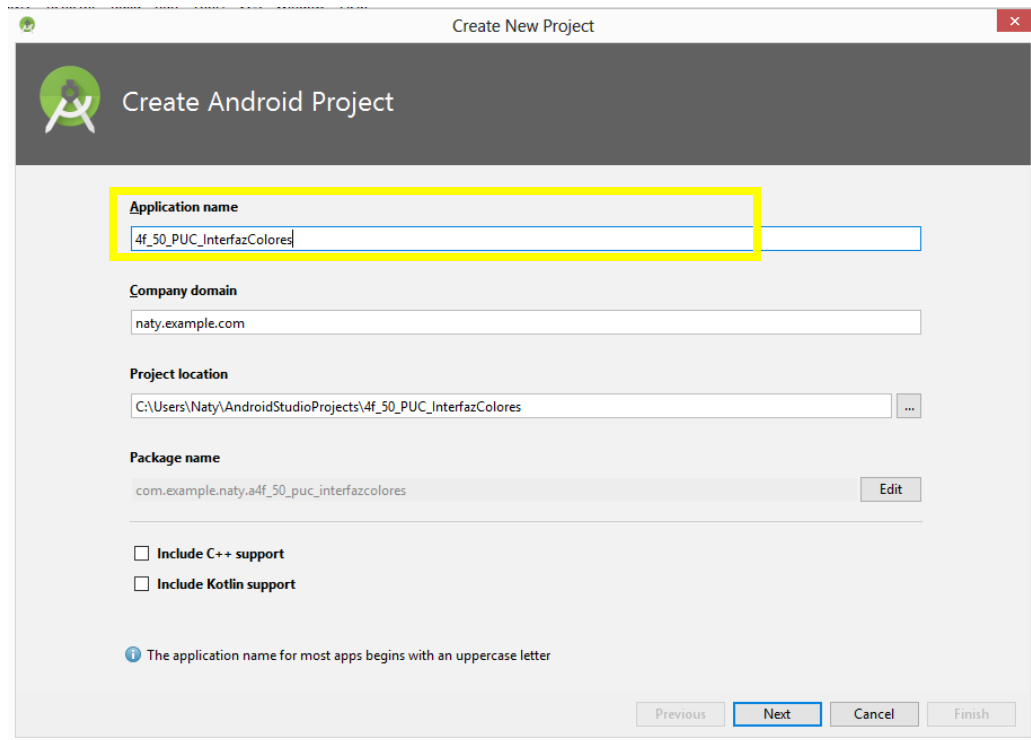 Create New Project
Create Android Project
Application name
4f_50_PUC_InterfazColores
Company domain
naty.example.com
Project location
C:\Users\Naty\AndroidStudioProjects\4f_50_PUC_InterfazColores
...
Package name
com.example.naty.a4f_50_puc_interfazcolores
Edit
Include C++ support
Include Kotlin support
The application name for most apps begins with an uppercase letter
Previous Next Cancel Finish